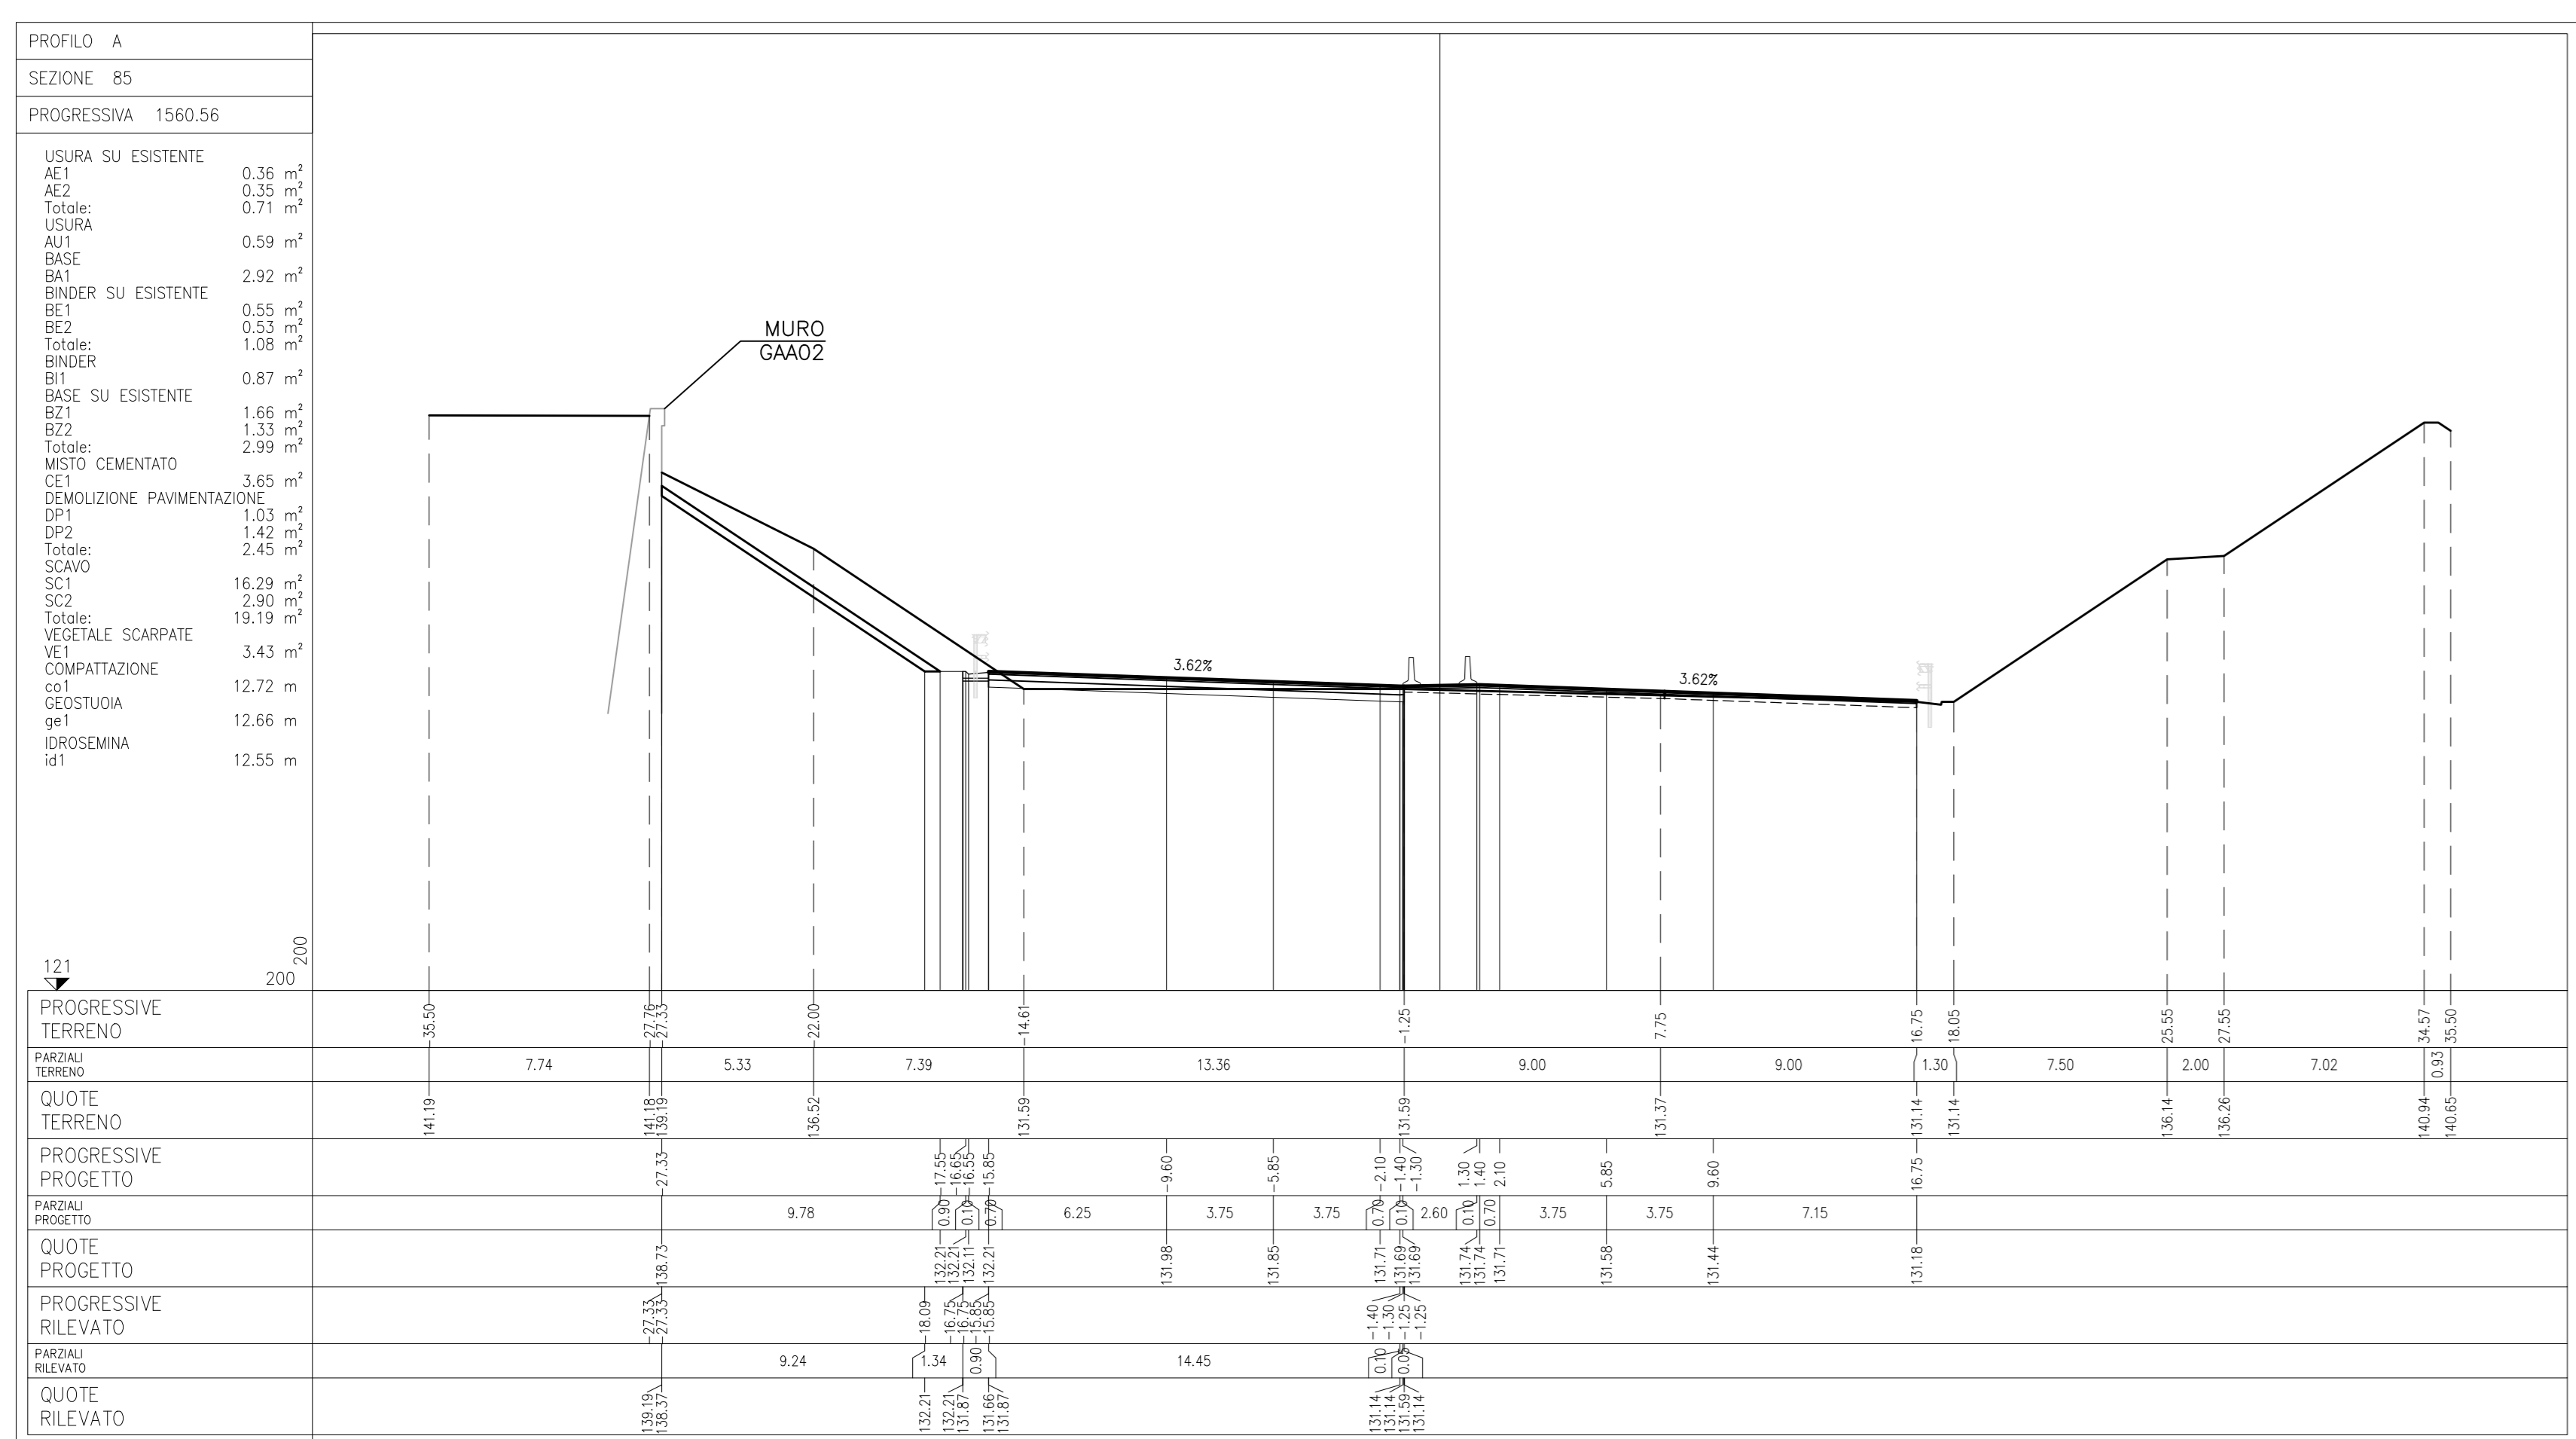 PROFILO A
SEZIONE 85
PROGRESSIVA 1560.56
USURA SU ESISTENTE
AE1 0.36 m²
AE2 0.35 m²
Totale: 0.71 m²
USURA
AU1 0.59 m²
BASE
BA1 2.92 m²
BINDER SU ESISTENTE
BE1 0.55 m²
BE2 0.53 m²
Totale: 1.08 m²
BINDER
BI1 0.87 m²
BASE SU ESISTENTE
BZ1 1.66 m²
BZ2 1.33 m²
Totale: 2.99 m²
MISTO CEMENTATO
CE1 3.65 m²
DEMOLIZIONE PAVIMENTAZIONE
DP1 1.03 m²
DP2 1.42 m²
Totale: 2.45 m²
SCAVO
SC1 16.29 m²
SC2 2.90 m²
Totale: 19.19 m²
VEGETALE SCARPATE
VE1 3.43 m²
COMPATTAZIONE
co1 12.72 m
GEOSTUOIA
ge1 12.66 m
IDROSEMINA
id1 12.55 m
MURO
GAA02
3.62%
3.62%
121
200
200
PROGRESSIVE
TERRENO
-35.50 -27.76 -27.33 -22.00 -14.61 -1.25 7.75 16.75 18.05 25.55 27.55 34.57 35.50
PARZIALI
TERRENO
7.74 5.33 7.39 13.36 9.00 9.00 1.30 7.50 2.00 7.02 0.93
QUOTE
TERRENO
141.19 141.18 139.19 136.52 131.59 131.59 131.37 131.14 131.14 136.14 136.26 140.94 140.65
PROGRESSIVE
PROGETTO
-27.33 -17.55 -16.65 -16.55 -15.85 -9.60 -5.85 -2.10 -1.40 -1.30 1.30 1.40 2.10 5.85 9.60 16.75
PARZIALI
PROGETTO
9.78 0.90 0.10 0.70 6.25 3.75 3.75 0.70 0.10 2.60 0.10 0.70 3.75 3.75 7.15
QUOTE
PROGETTO
138.73 132.21 132.21 132.11 132.21 131.98 131.85 131.71 131.69 131.69 131.74 131.74 131.71 131.58 131.44 131.18
PROGRESSIVE
RILEVATO
-27.33 -27.33 -18.09 -16.75 -16.75 -15.85 -15.85 -1.40 -1.30 -1.25 -1.25
PARZIALI
RILEVATO
9.24 1.34 0.90 14.45 0.10 0.05
QUOTE
RILEVATO
139.19 138.37 132.21 132.21 131.87 131.66 131.87 131.14 131.14 131.59 131.14